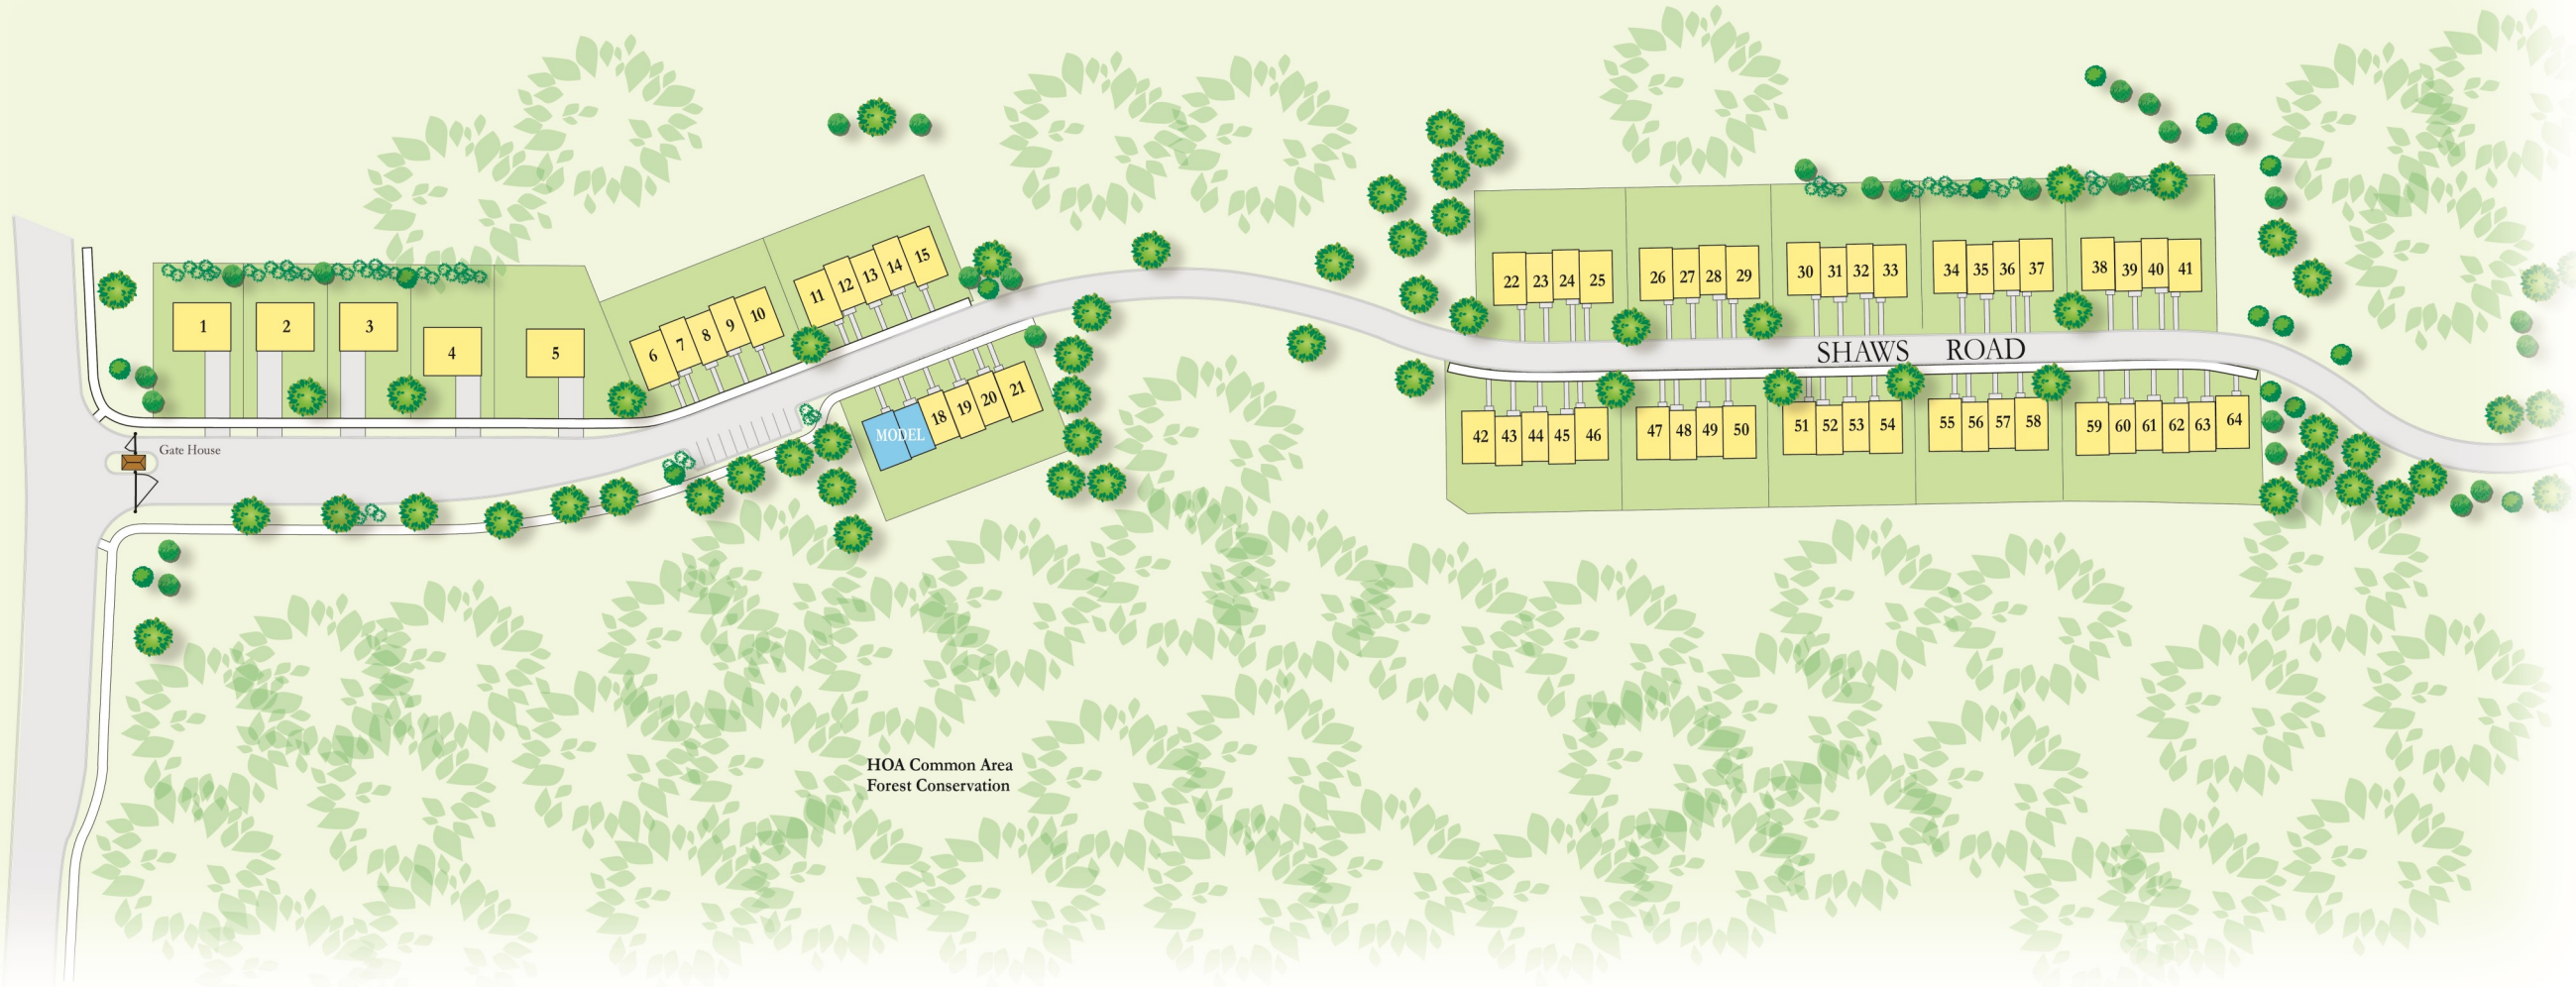 1 2 3 4 5
Gate House
6 7 8 9 10
11 12 13 14 15
MODEL 18 19 20 21
22 23 24 25
26 27 28 29
30 31 32 33
34 35 36 37
38 39 40 41
SHAWS ROAD
42 43 44 45 46
47 48 49 50
51 52 53 54
55 56 57 58
59 60 61 62 63 64
HOA Common Area
Forest Conservation